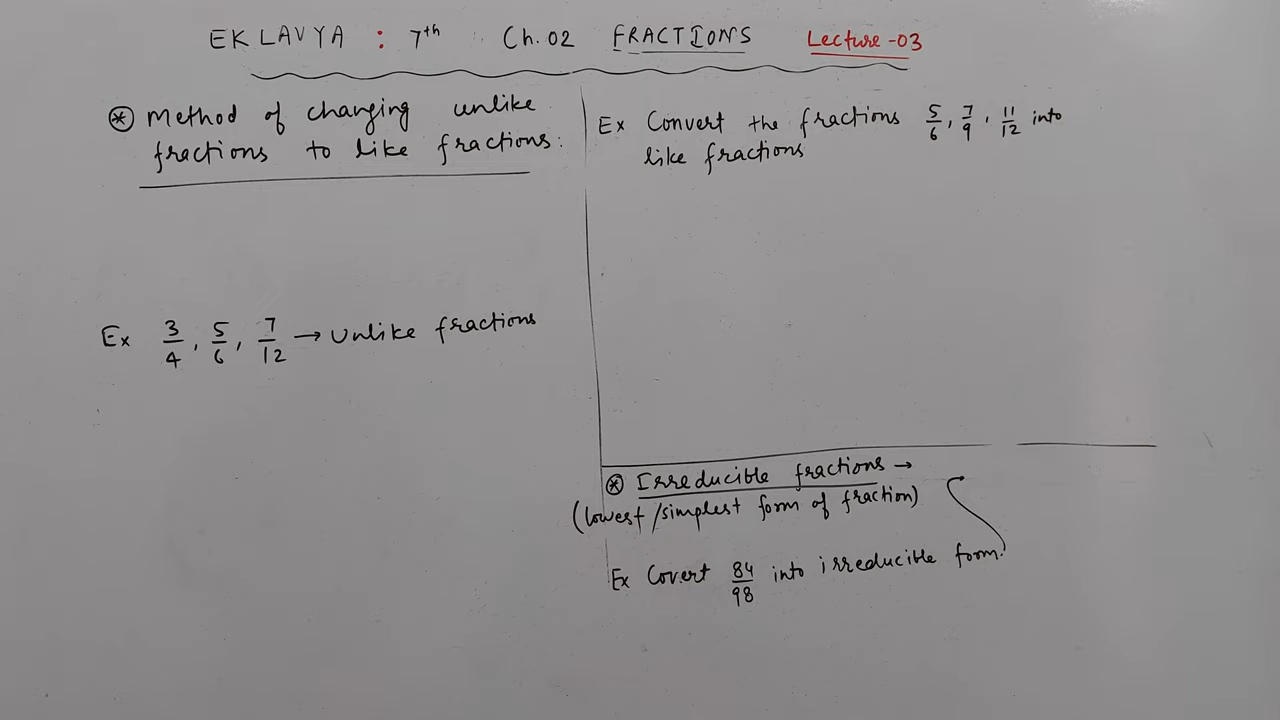 EKLAVYA : 7th Ch. 02 FRACTIONS Lecture -03
⊛ Method of changing unlike
fractions to like fractions:
Ex 3/4, 5/6, 7/12 → Unlike fractions
Ex Convert the fractions 5/6, 7/9, 11/12 into
like fractions
⊛ Irreducible fractions →
(lowest/simplest form of fraction)
Ex Covert 84/98 into irreducible form.